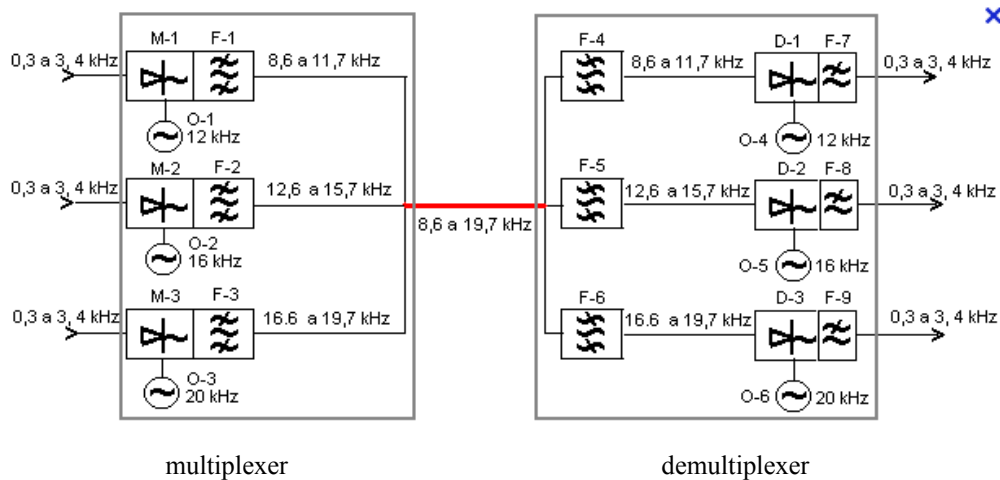 M-1 F-1
0,3 a 3, 4 kHz
8,6 a 11,7 kHz
O-1
12 kHz
M-2 F-2
0,3 a 3, 4 kHz
12,6 a 15,7 kHz
O-2
16 kHz
M-3 F-3
0,3 a 3, 4 kHz
16.6 a 19,7 kHz
O-3
20 kHz
8,6 a 19,7 kHz
F-4
8,6 a 11,7 kHz
D-1 F-7
0,3 a 3, 4 kHz
O-4 12 kHz
F-5
12,6 a 15,7 kHz
D-2 F-8
0,3 a 3, 4 kHz
O-5 16 kHz
F-6
16.6 a 19,7 kHz
D-3 F-9
0,3 a 3, 4 kHz
O-6 20 kHz
multiplexer
demultiplexer